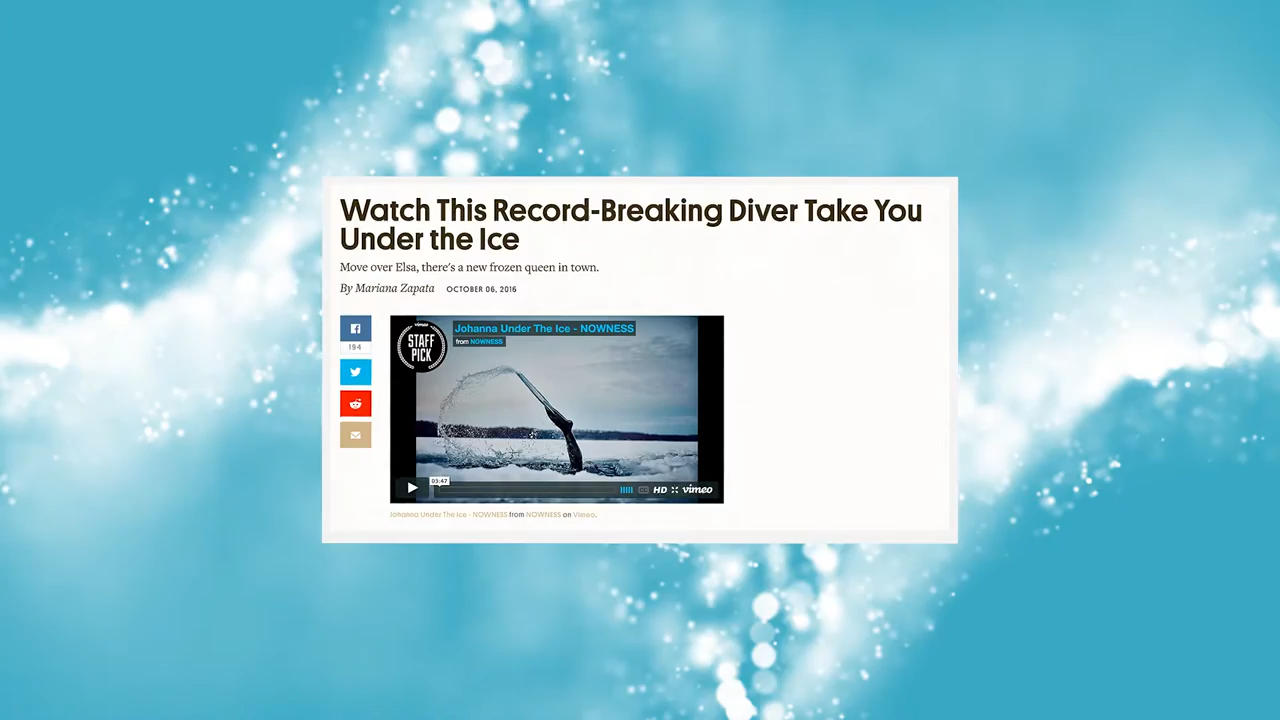 Watch This Record-Breaking Diver Take You
Under the Ice
Move over Elsa, there's a new frozen queen in town.
By Mariana Zapata OCTOBER 06, 2016
194
vimeo
STAFF
PICK
Johanna Under The Ice - NOWNESS
from NOWNESS
03:47
HD vimeo
Johanna Under The Ice - NOWNESS from NOWNESS on Vimeo.